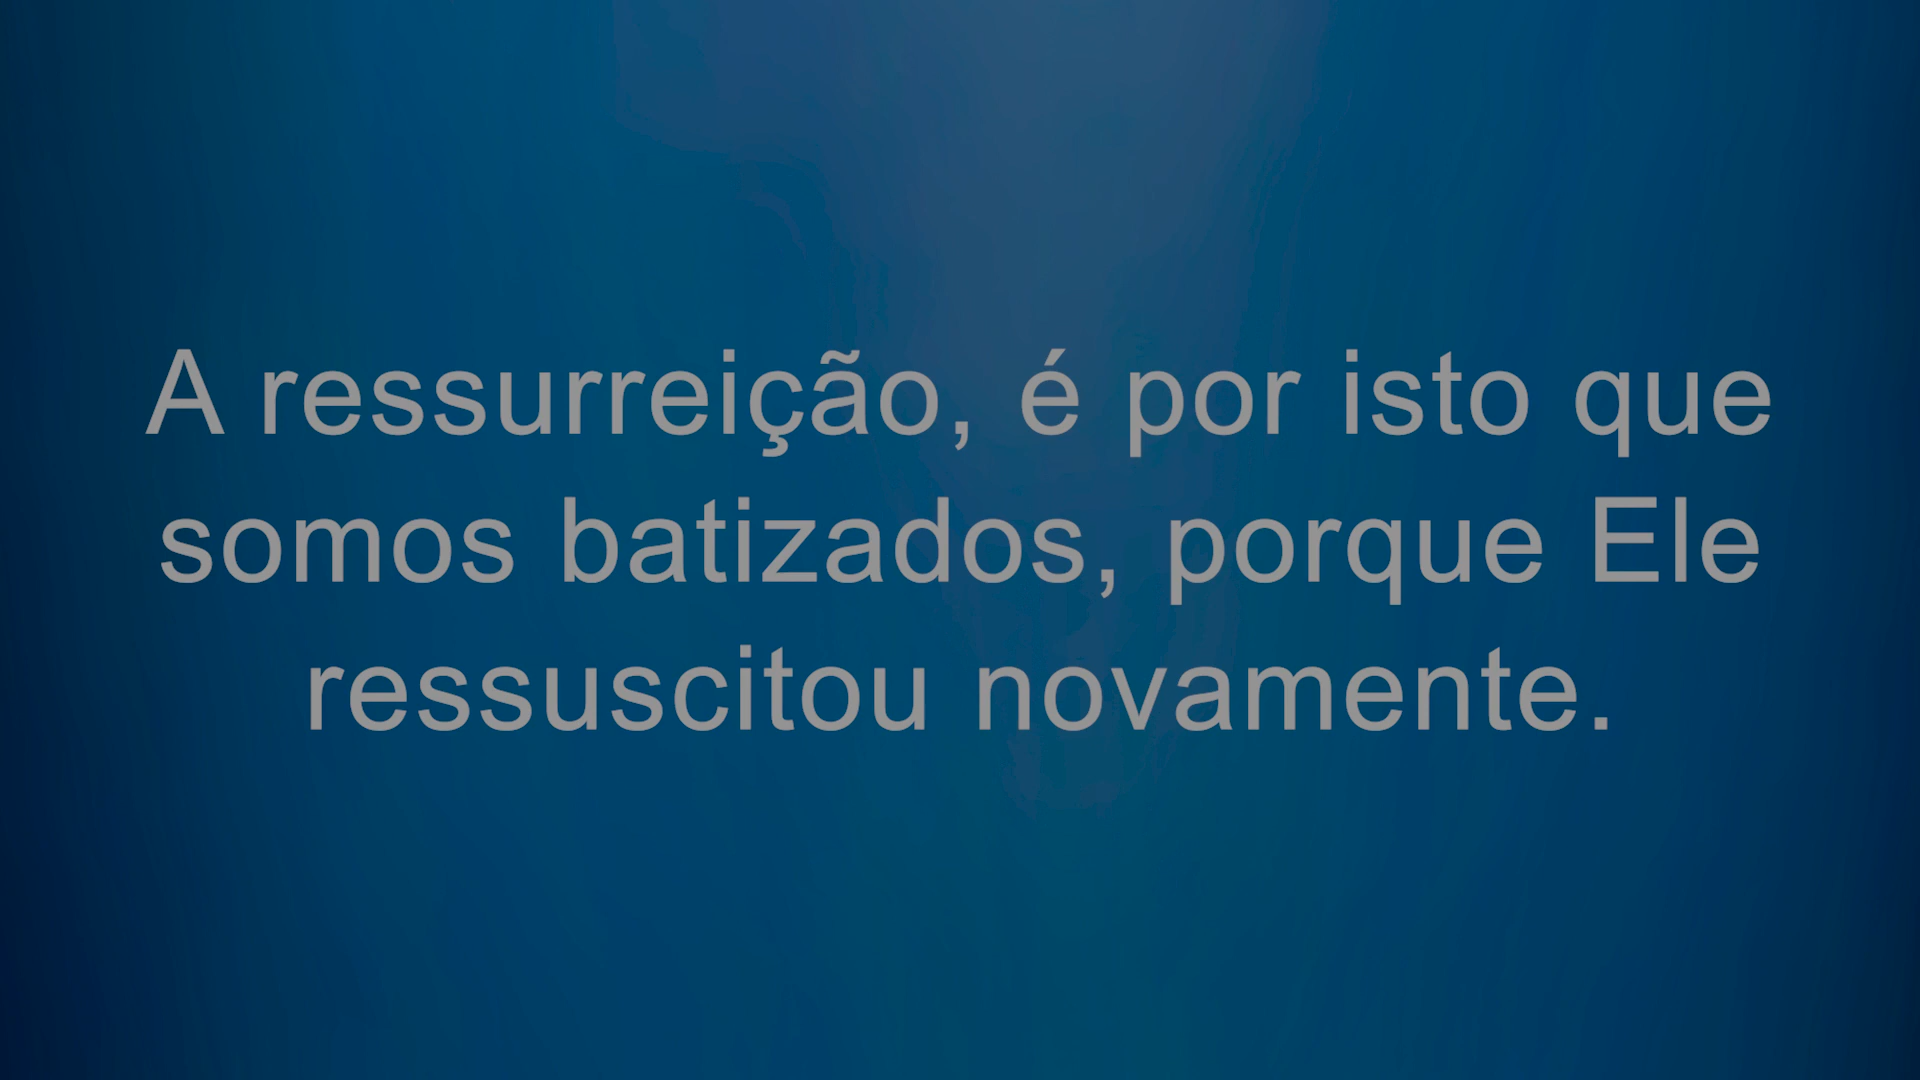 A ressurreição, é por isto que
somos batizados, porque Ele
ressuscitou novamente.